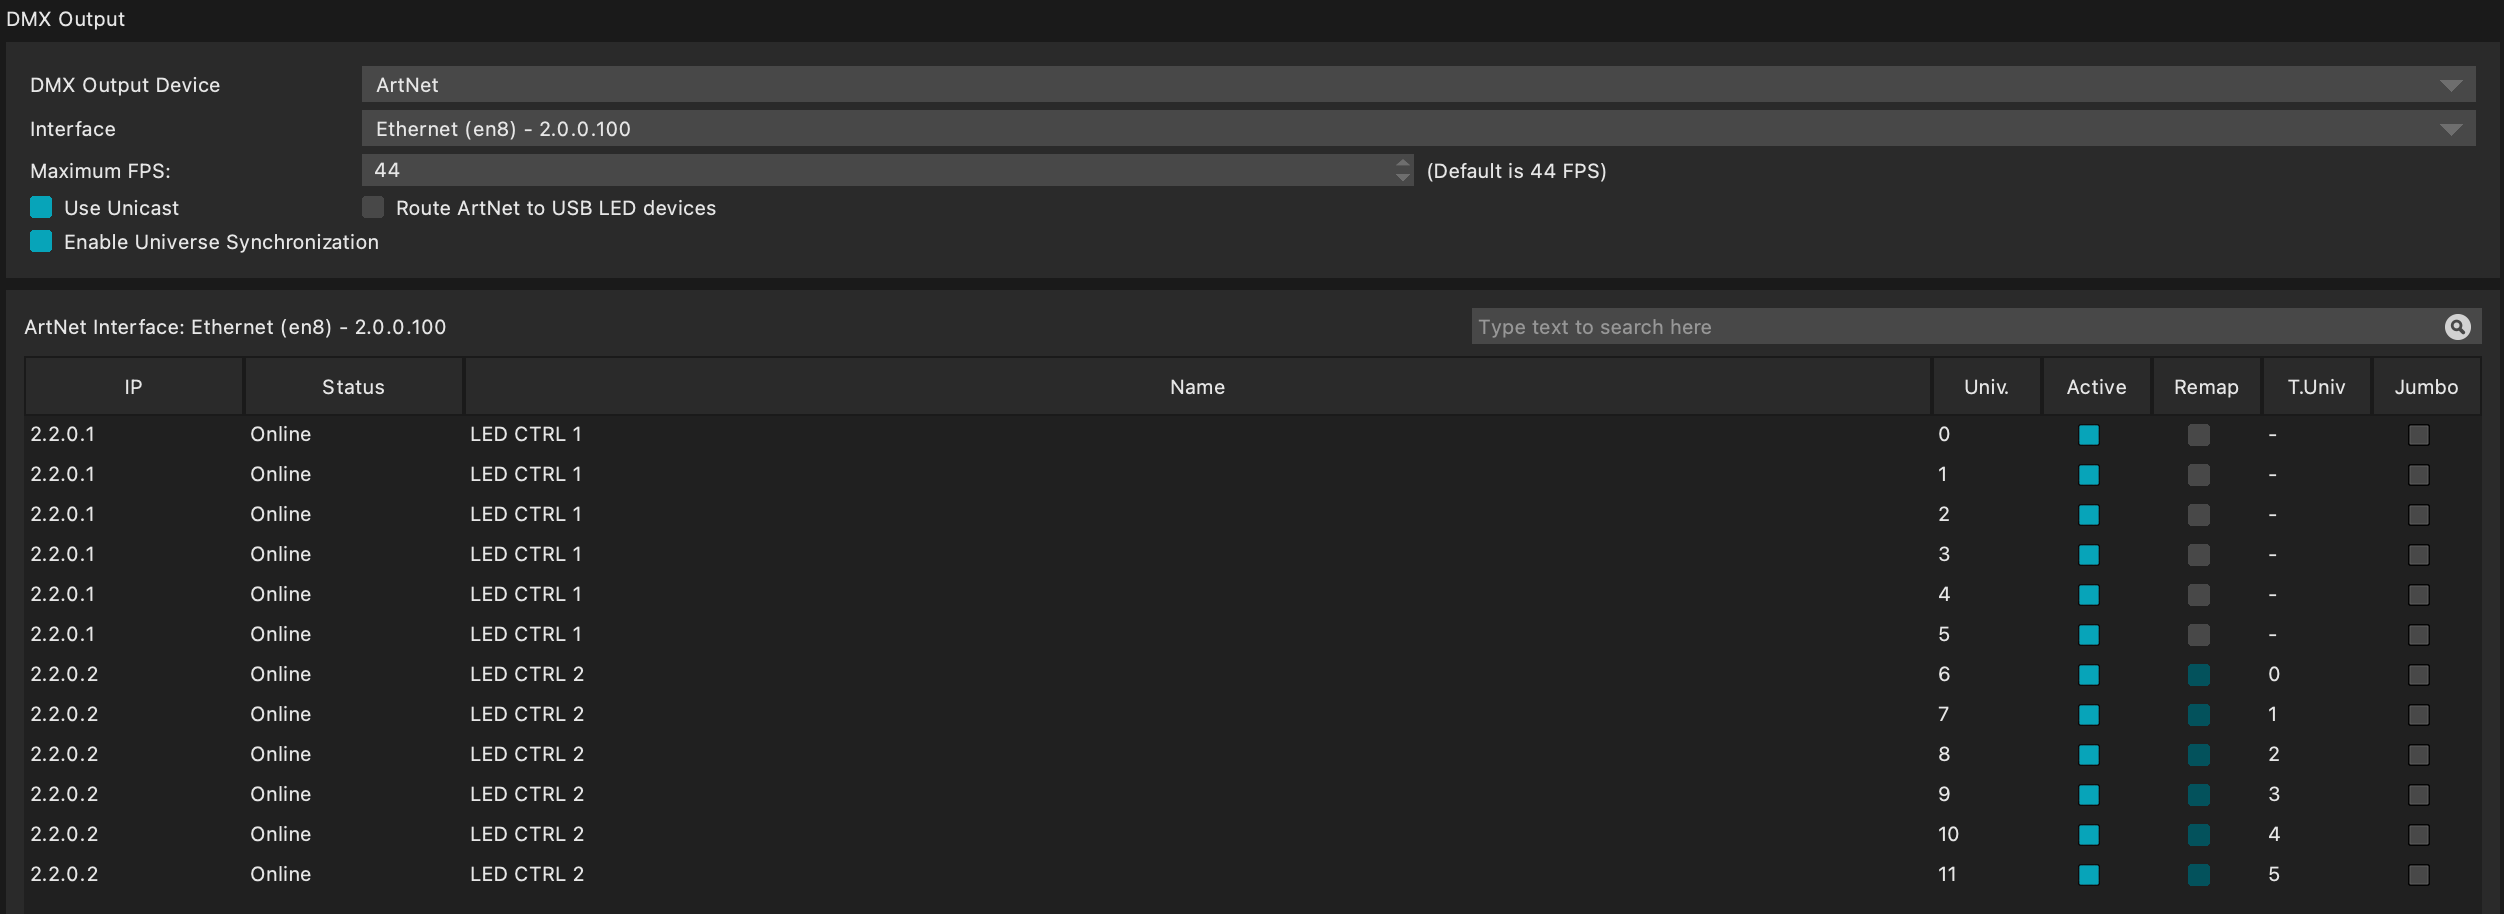 DMX Output
DMX Output Device ArtNet
Interface Ethernet (en8) - 2.0.0.100
Maximum FPS: 44 (Default is 44 FPS)
Use Unicast Route ArtNet to USB LED devices
Enable Universe Synchronization
ArtNet Interface: Ethernet (en8) - 2.0.0.100 Type text to search here
IP Status Name Univ. Active Remap T.Univ Jumbo
2.2.0.1 Online LED CTRL 1 0 -
2.2.0.1 Online LED CTRL 1 1 -
2.2.0.1 Online LED CTRL 1 2 -
2.2.0.1 Online LED CTRL 1 3 -
2.2.0.1 Online LED CTRL 1 4 -
2.2.0.1 Online LED CTRL 1 5 -
2.2.0.2 Online LED CTRL 2 6 0
2.2.0.2 Online LED CTRL 2 7 1
2.2.0.2 Online LED CTRL 2 8 2
2.2.0.2 Online LED CTRL 2 9 3
2.2.0.2 Online LED CTRL 2 10 4
2.2.0.2 Online LED CTRL 2 11 5